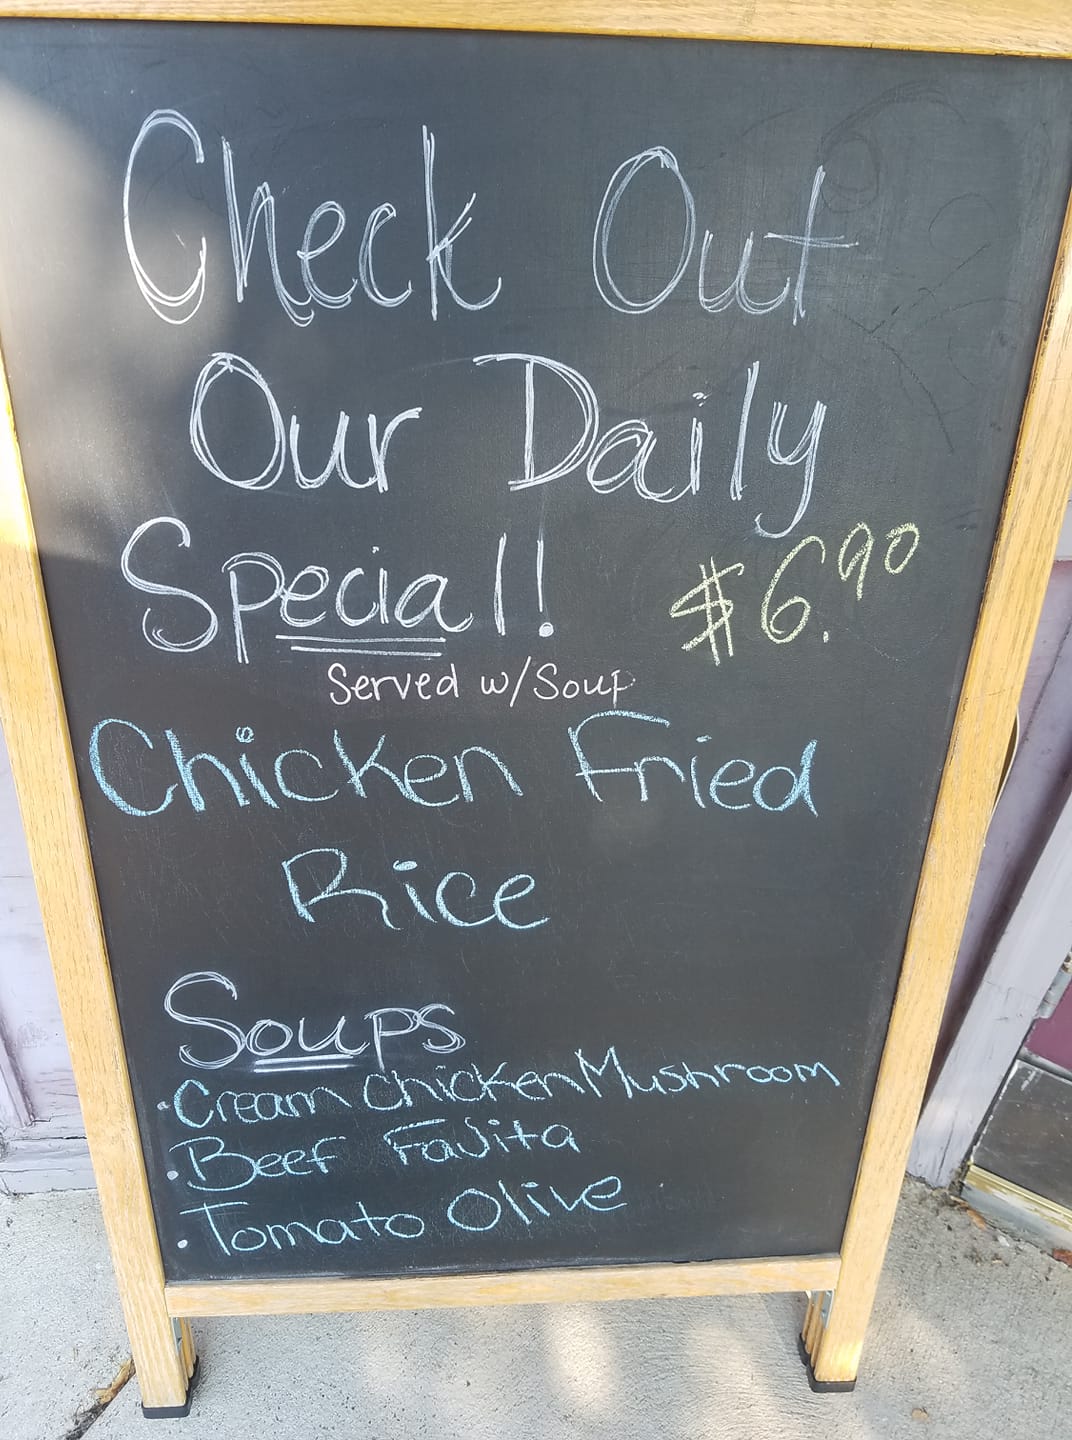 Check Out
Our Daily
Special! $6.90
Served w/Soup
Chicken Fried
Rice
Soups
· Cream Chicken Mushroom
· Beef Fajita
· Tomato Olive